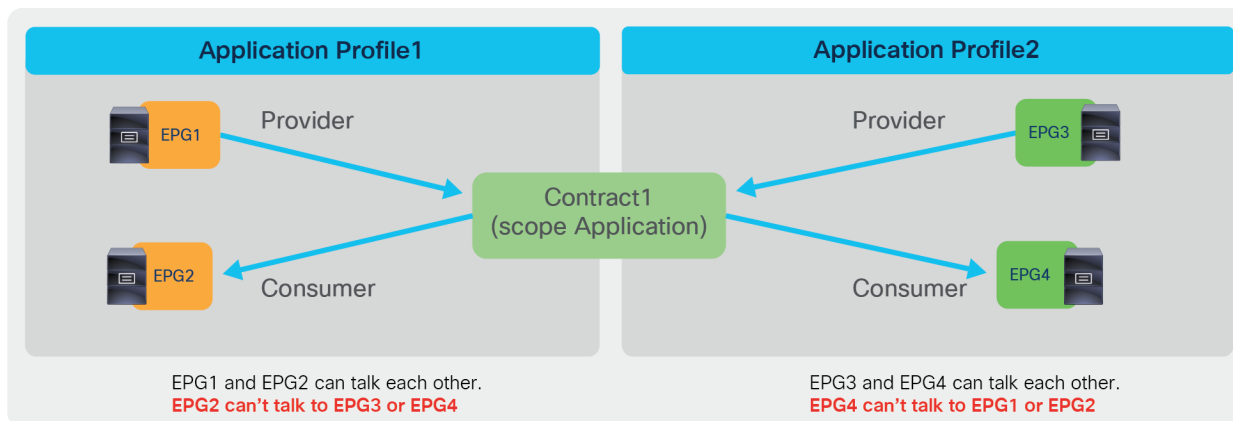 Application Profile1
Application Profile2
EPG1
Provider
Provider
EPG3
Contract1
(scope Application)
EPG2
Consumer
Consumer
EPG4
EPG1 and EPG2 can talk each other.
EPG2 can't talk to EPG3 or EPG4
EPG3 and EPG4 can talk each other.
EPG4 can't talk to EPG1 or EPG2